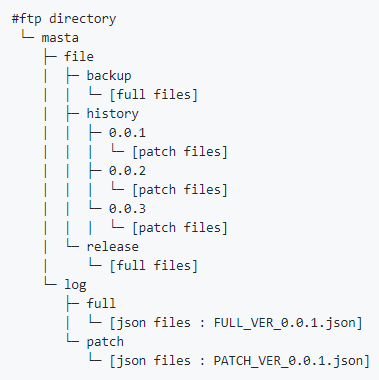 #ftp directory
 └─ masta
    ├─ file
    │  ├─ backup
    │  │  └─ [full files]
    │  ├─ history
    │  │  ├─ 0.0.1
    │  │  │  └─ [patch files]
    │  │  ├─ 0.0.2
    │  │  │  └─ [patch files]
    │  │  └─ 0.0.3
    │  │  │  └─ [patch files]
    │  └─ release
    │     └─ [full files]
    └─ log
       ├─ full
       │  └─ [json files : FULL_VER_0.0.1.json]
       └─ patch
          └─ [json files : PATCH_VER_0.0.1.json]